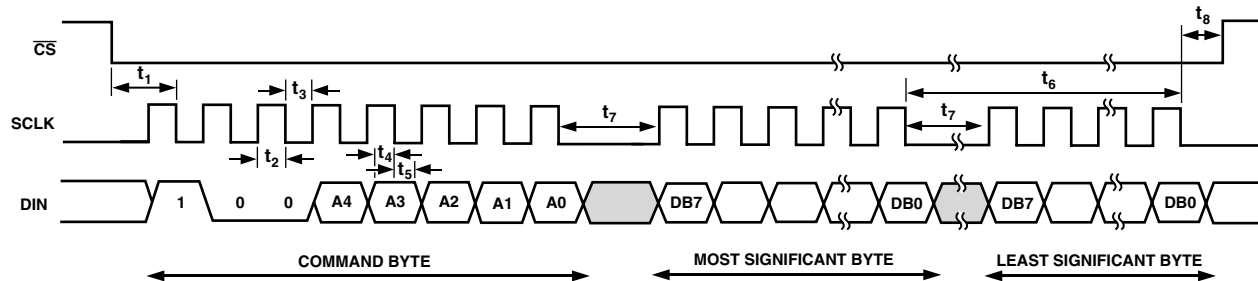 t8
CS
t1
t3
t6
SCLK
t7
t7
t2
t4
t5
DIN
1 0 0 A4 A3 A2 A1 A0 DB7 DB0 DB7 DB0
COMMAND BYTE MOST SIGNIFICANT BYTE LEAST SIGNIFICANT BYTE